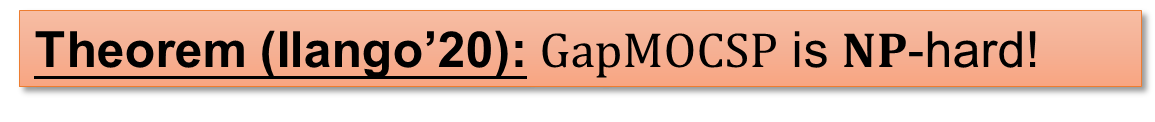 Theorem (Ilango’20): GapMOCSP is NP-hard!